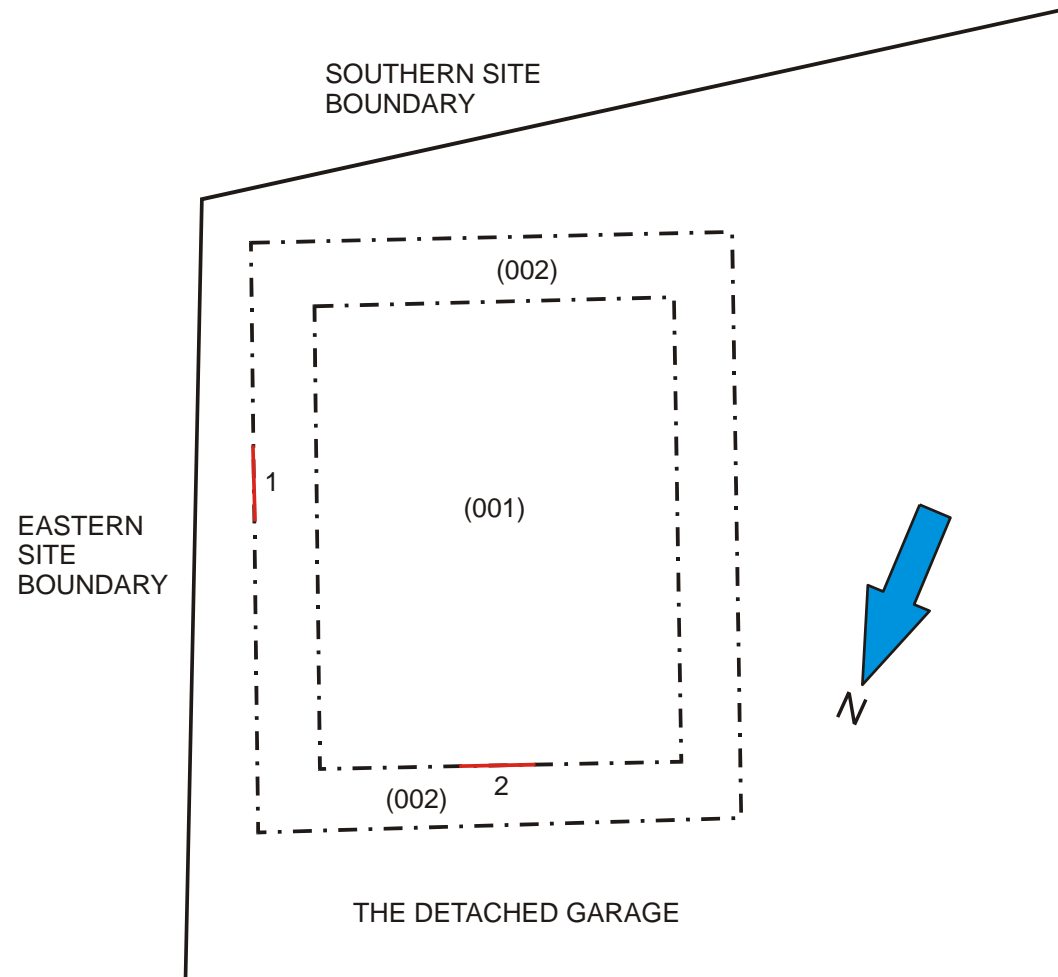 SOUTHERN SITE
BOUNDARY
(002)
(001)
1
EASTERN
SITE
BOUNDARY
N
2
(002)
THE DETACHED GARAGE